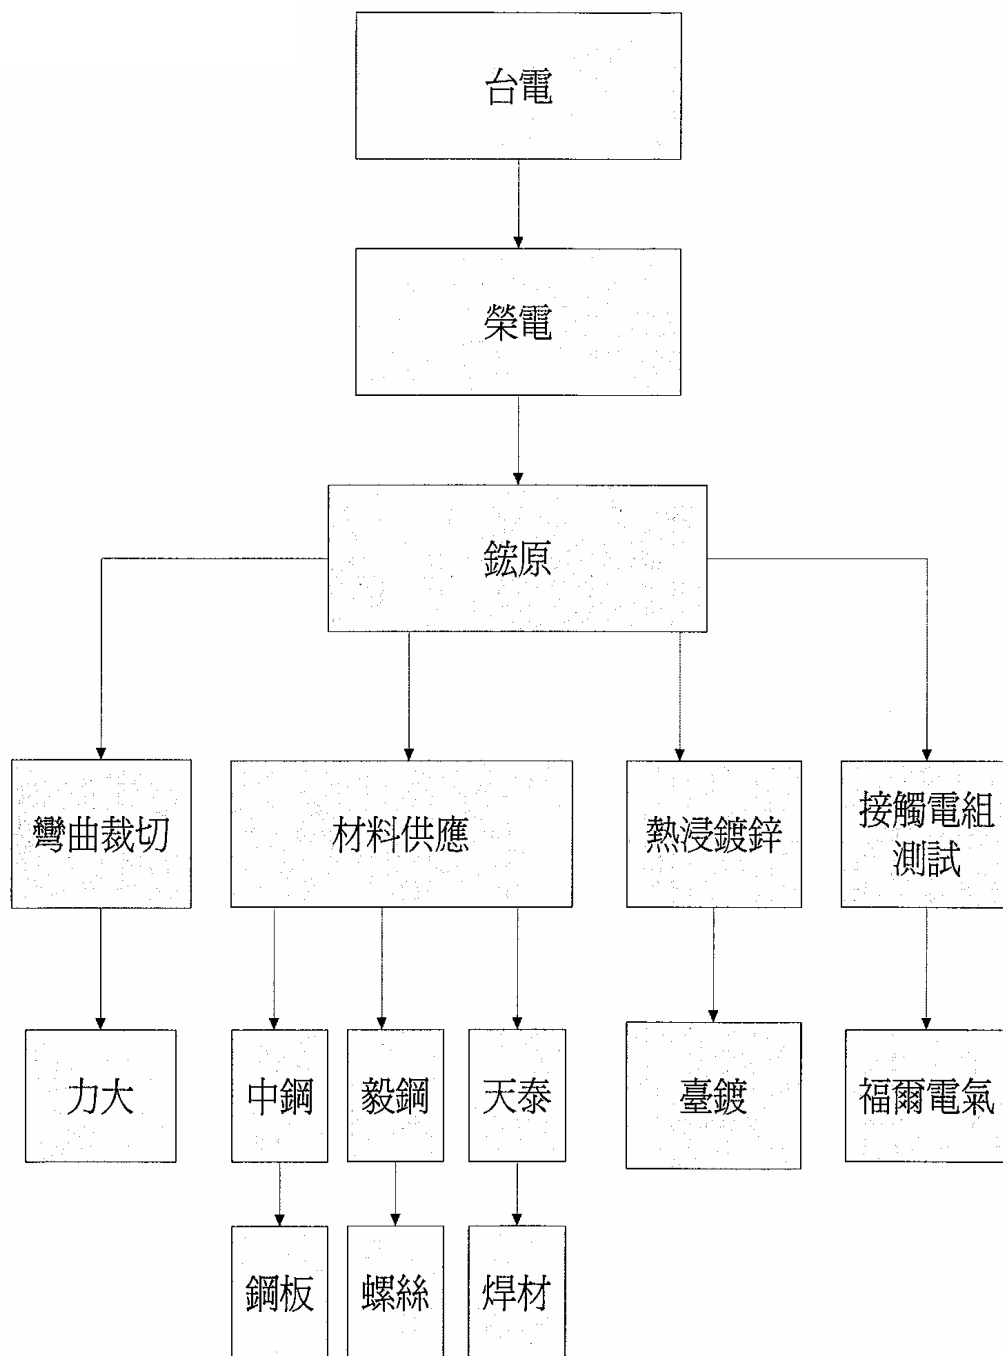 台電
榮電
鋐原
彎曲裁切
材料供應
熱浸鍍鋅
接觸電組
測試
力大
中鋼
毅鋼
天泰
臺鍍
福爾電氣
鋼板
螺絲
焊材